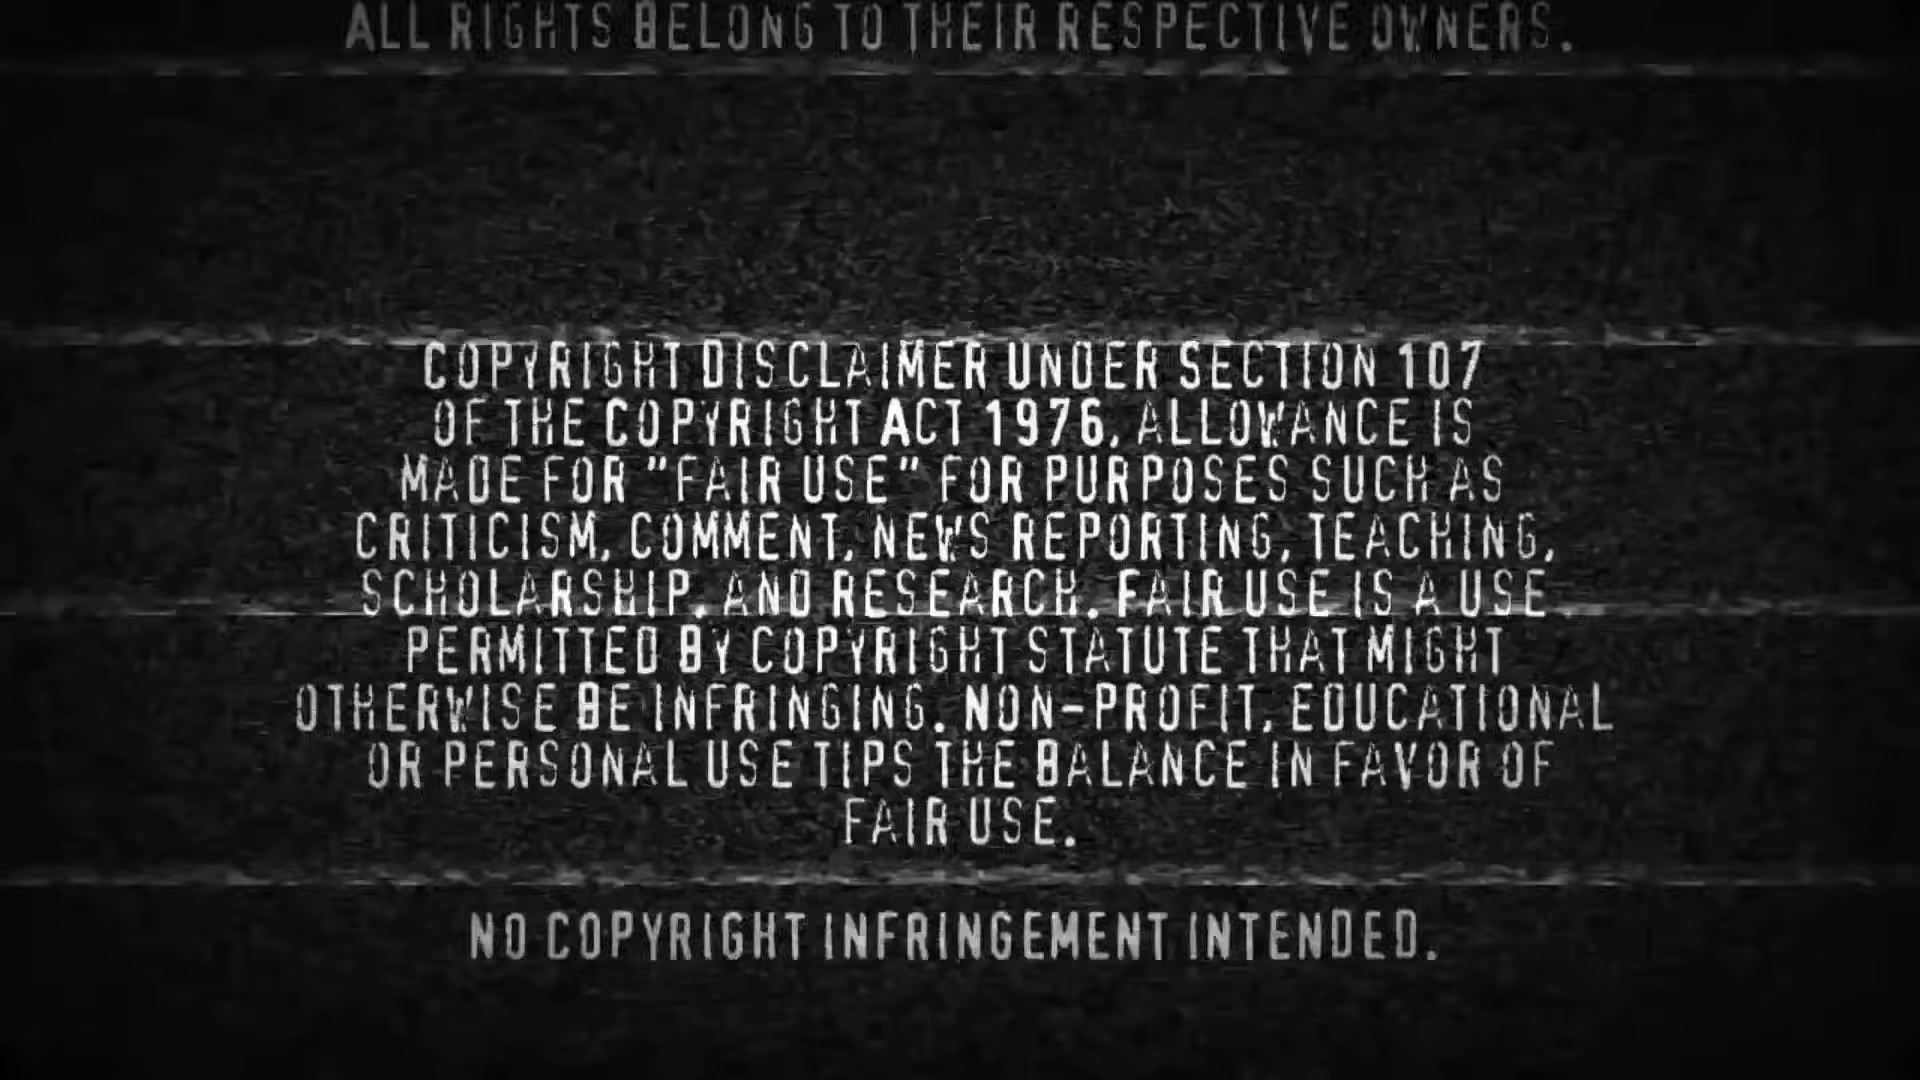 ALL RIGHTS BELONG TO THEIR RESPECTIVE OWNERS.
COPYRIGHT DISCLAIMER UNDER SECTION 107
OF THE COPYRIGHT ACT 1976, ALLOWANCE IS
MADE FOR "FAIR USE" FOR PURPOSES SUCH AS
CRITICISM, COMMENT, NEWS REPORTING, TEACHING,
SCHOLARSHIP, AND RESEARCH. FAIR USE IS A USE
PERMITTED BY COPYRIGHT STATUTE THAT MIGHT
OTHERWISE BE INFRINGING. NON-PROFIT, EDUCATIONAL
OR PERSONAL USE TIPS THE BALANCE IN FAVOR OF
FAIR USE.
NO COPYRIGHT INFRINGEMENT INTENDED.